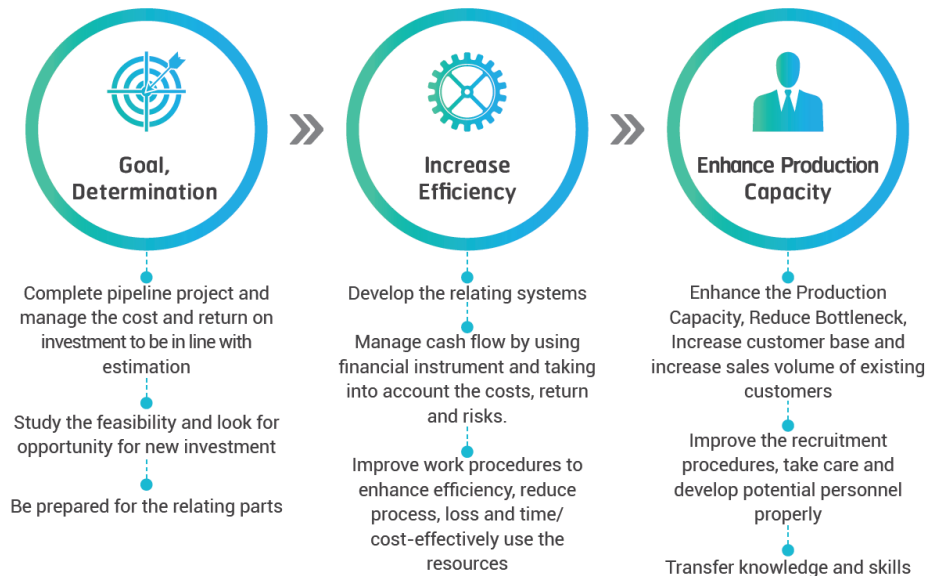 Goal,
Determination
Complete pipeline project and
manage the cost and return on
investment to be in line with
estimation
Study the feasibility and look for
opportunity for new investment
Be prepared for the relating parts
Increase
Efficiency
Develop the relating systems
Manage cash flow by using
financial instrument and taking
into account the costs, return
and risks.
Improve work procedures to
enhance efficiency, reduce
process, loss and time/
cost-effectively use the
resources
Enhance Production
Capacity
Enhance the Production
Capacity, Reduce Bottleneck,
Increase customer base and
increase sales volume of existing
customers
Improve the recruitment
procedures, take care and
develop potential personnel
properly
Transfer knowledge and skills